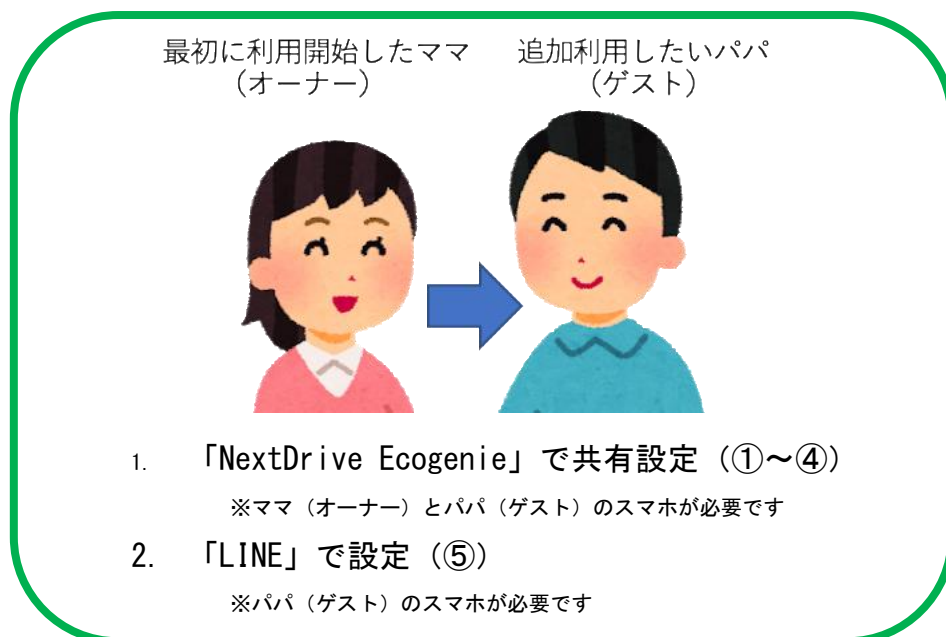 最初に利用開始したママ
（オーナー）
追加利用したいパパ
（ゲスト）
1. 「NextDrive Ecogenie」で共有設定（①～④）
※ママ（オーナー）とパパ（ゲスト）のスマホが必要です
2. 「LINE」で設定（⑤）
※パパ（ゲスト）のスマホが必要です